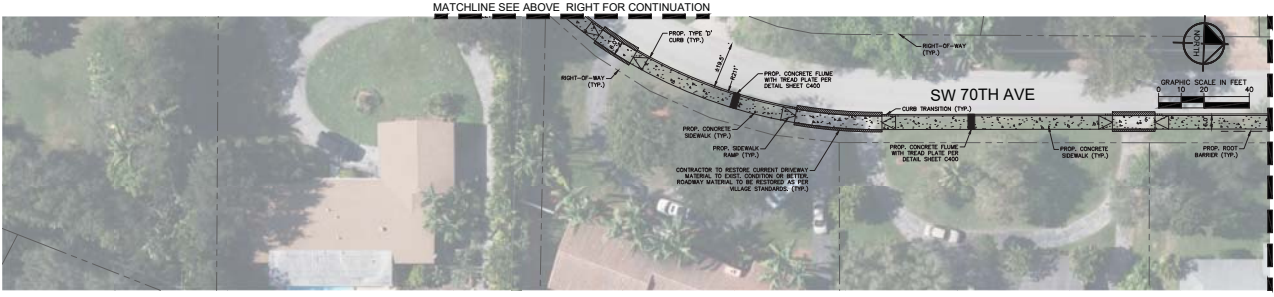 MATCHLINE SEE ABOVE RIGHT FOR CONTINUATION
PROP. TYPE 'D'
CURB (TYP.)
RIGHT-OF-WAY
(TYP.)
PROP. CONCRETE FLUME
WITH TREAD PLATE PER
DETAIL SHEET C400
RIGHT-OF-WAY
(TYP.)
NORTH
GRAPHIC SCALE IN FEET
0 10 20 40
SW 70TH AVE
CURB TRANSITION (TYP.)
PROP. CONCRETE
SIDEWALK (TYP.)
PROP. SIDEWALK
RAMP (TYP.)
CONTRACTOR TO RESTORE CURRENT DRIVEWAY
MATERIAL TO EXIST. CONDITION OR BETTER.
ROADWAY MATERIAL TO BE RESTORED AS PER
VILLAGE STANDARDS. (TYP.)
PROP. CONCRETE FLUME
WITH TREAD PLATE PER
DETAIL SHEET C400
PROP. CONCRETE
SIDEWALK (TYP.)
PROP. ROOT
BARRIER (TYP.)